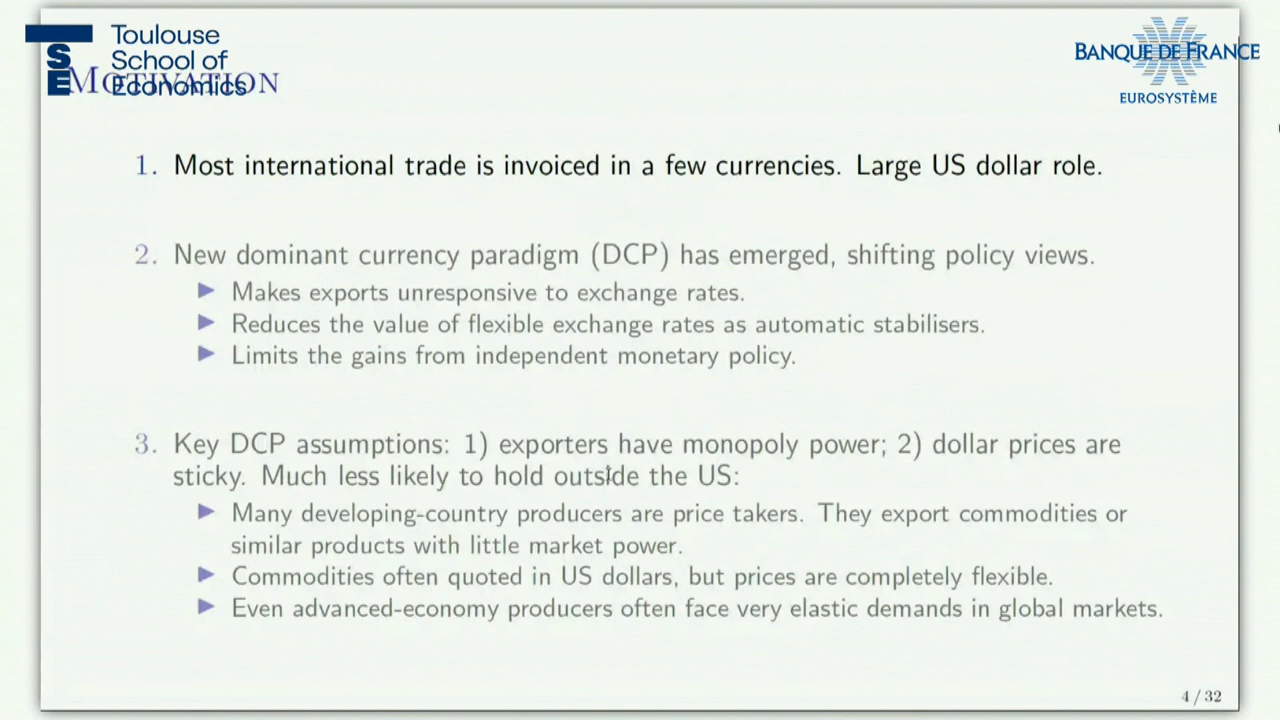 Toulouse
School of
Economics
TSE
MOTIVATION
BANQUE DE FRANCE
EUROSYSTÈME
1. Most international trade is invoiced in a few currencies. Large US dollar role.
2. New dominant currency paradigm (DCP) has emerged, shifting policy views.
▶ Makes exports unresponsive to exchange rates.
▶ Reduces the value of flexible exchange rates as automatic stabilisers.
▶ Limits the gains from independent monetary policy.
3. Key DCP assumptions: 1) exporters have monopoly power; 2) dollar prices are
sticky. Much less likely to hold outside the US:
▶ Many developing-country producers are price takers. They export commodities or
similar products with little market power.
▶ Commodities often quoted in US dollars, but prices are completely flexible.
▶ Even advanced-economy producers often face very elastic demands in global markets.
4 / 32